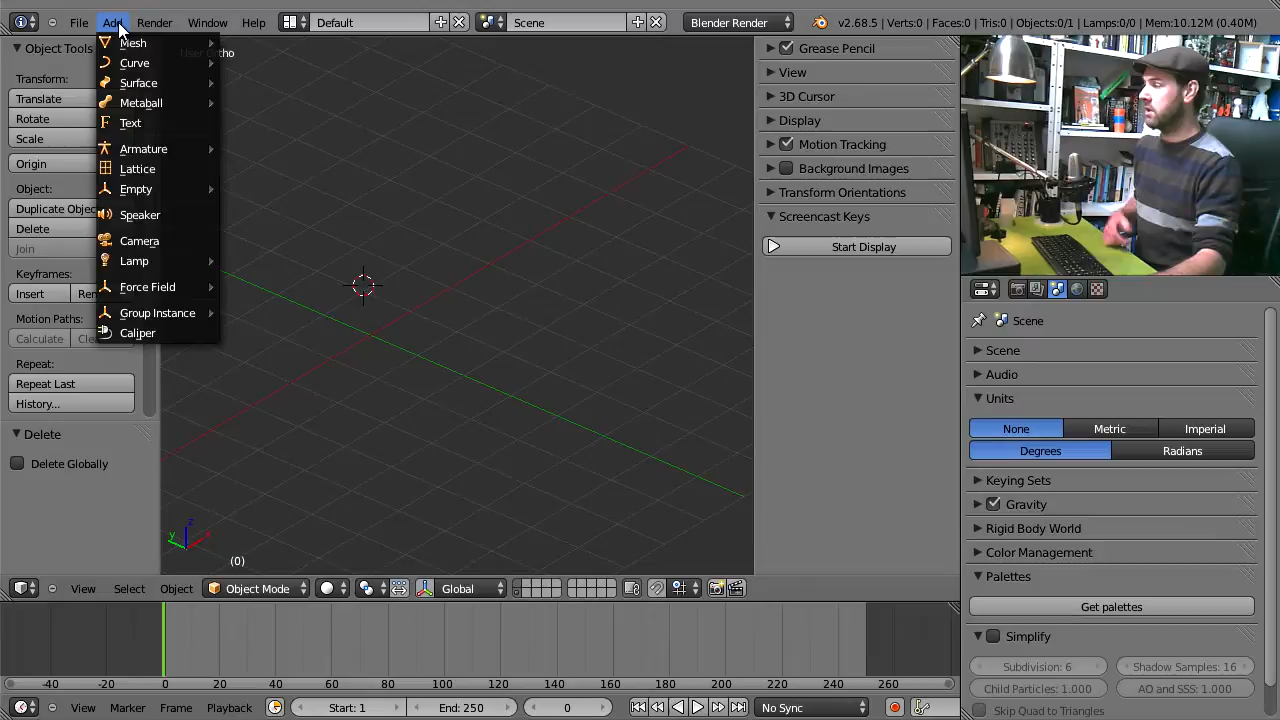 File Add Render Window Help Default Scene Blender Render v2.68.5 | Verts:0 | Faces:0 | Tris:0 | Objects:0/1 | Lamps:0/0 | Mem:10.12M (0.40M)
Object Tools
Transform:
Translate
Rotate
Scale
Origin
Object:
Duplicate Objec
Delete
Join
Keyframes:
Insert
Motion Paths:
Calculate
Repeat:
Repeat Last
History...
Delete
Delete Globally
Mesh
Curve
Surface
Metaball
Text
Armature
Lattice
Empty
Speaker
Camera
Lamp
Force Field
Group Instance
Caliper
z
y
x
(0)
Grease Pencil
View
3D Cursor
Display
Motion Tracking
Background Images
Transform Orientations
Screencast Keys
Start Display
Scene
Scene
Audio
Units
None Metric Imperial
Degrees Radians
Keying Sets
Gravity
Rigid Body World
Color Management
Palettes
Get palettes
Simplify
Subdivision: 6 Shadow Samples: 16
Child Particles: 1.000 AO and SSS: 1.000
Skip Quad to Triangles
View Select Object Object Mode Global
-40 -20 0 20 40 60 80 100 120 140 160 180 200 220 240 260
View Marker Frame Playback Start: 1 End: 250 0 No Sync